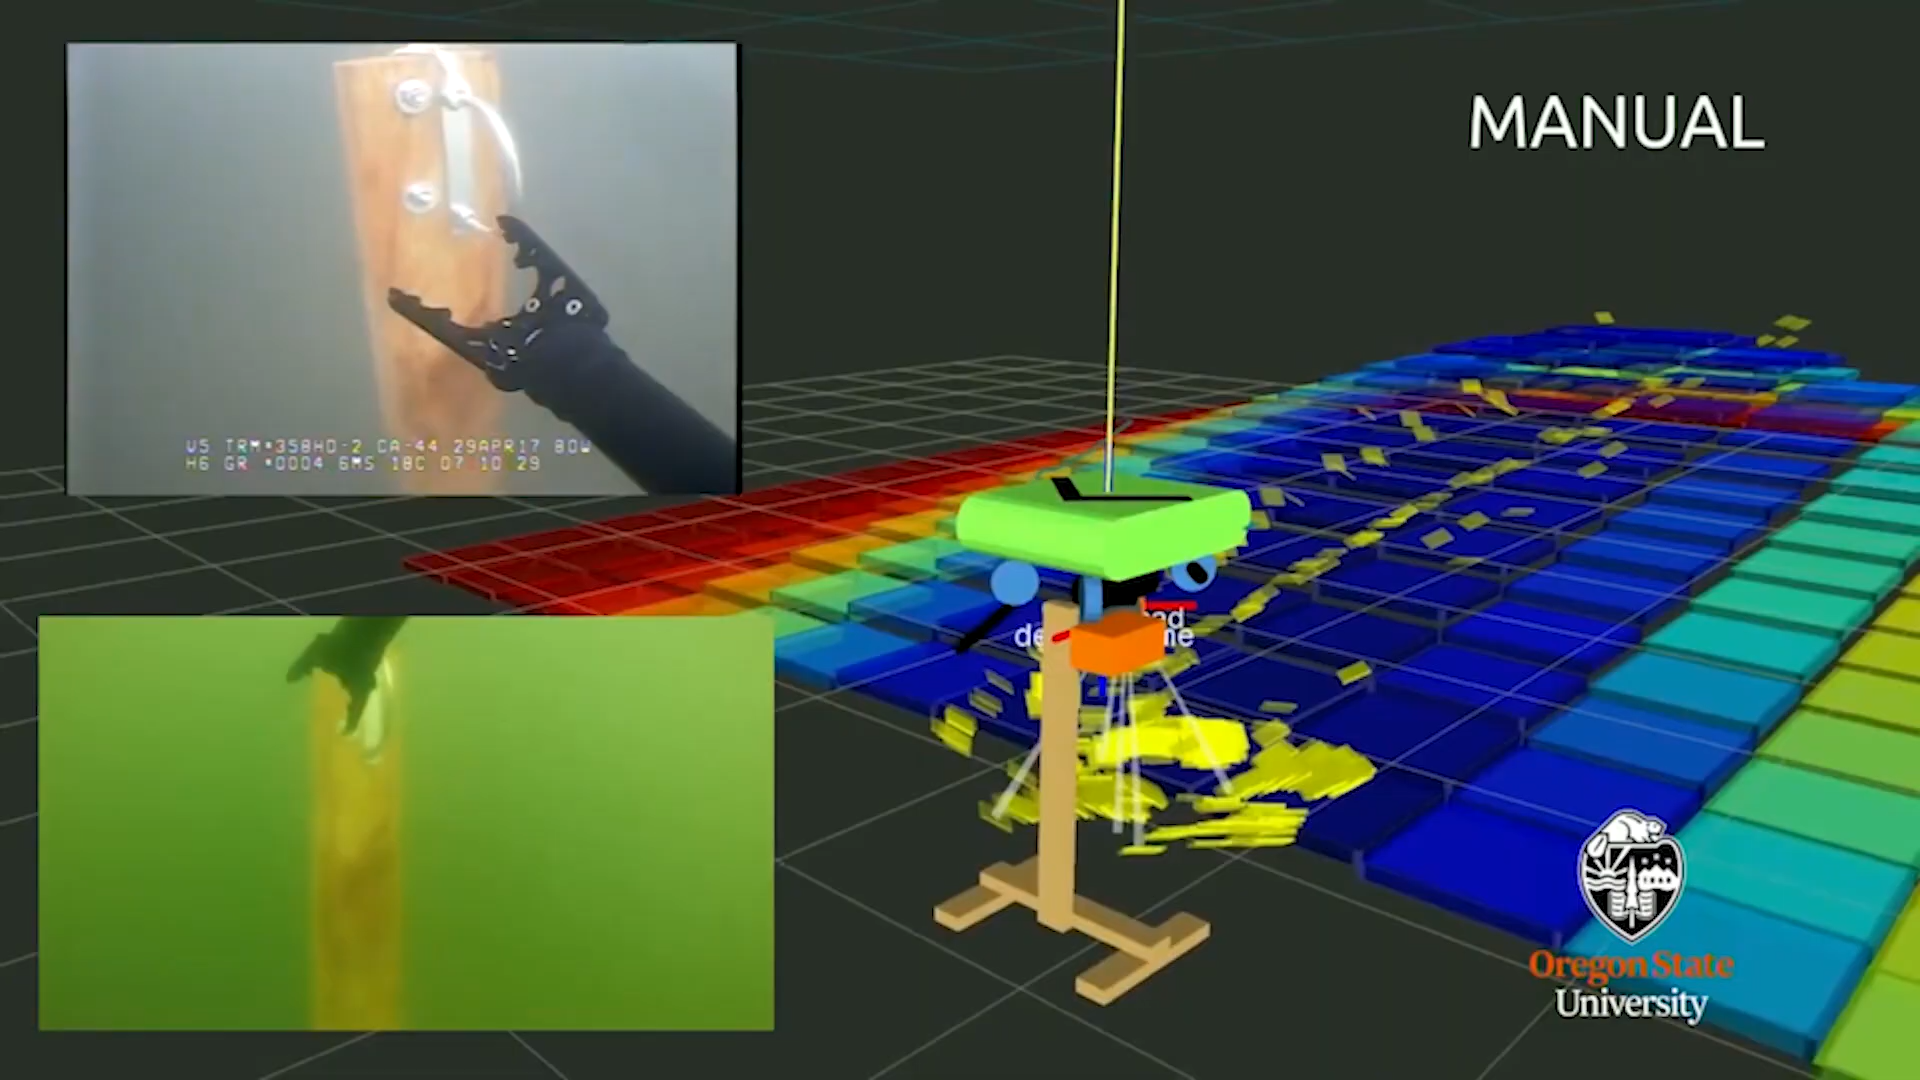 MANUAL
US TRM*358HD-2 CA-44 29APR17 80W
H6 GR *0004 6MS 18C 07 10 29
Oregon State
University